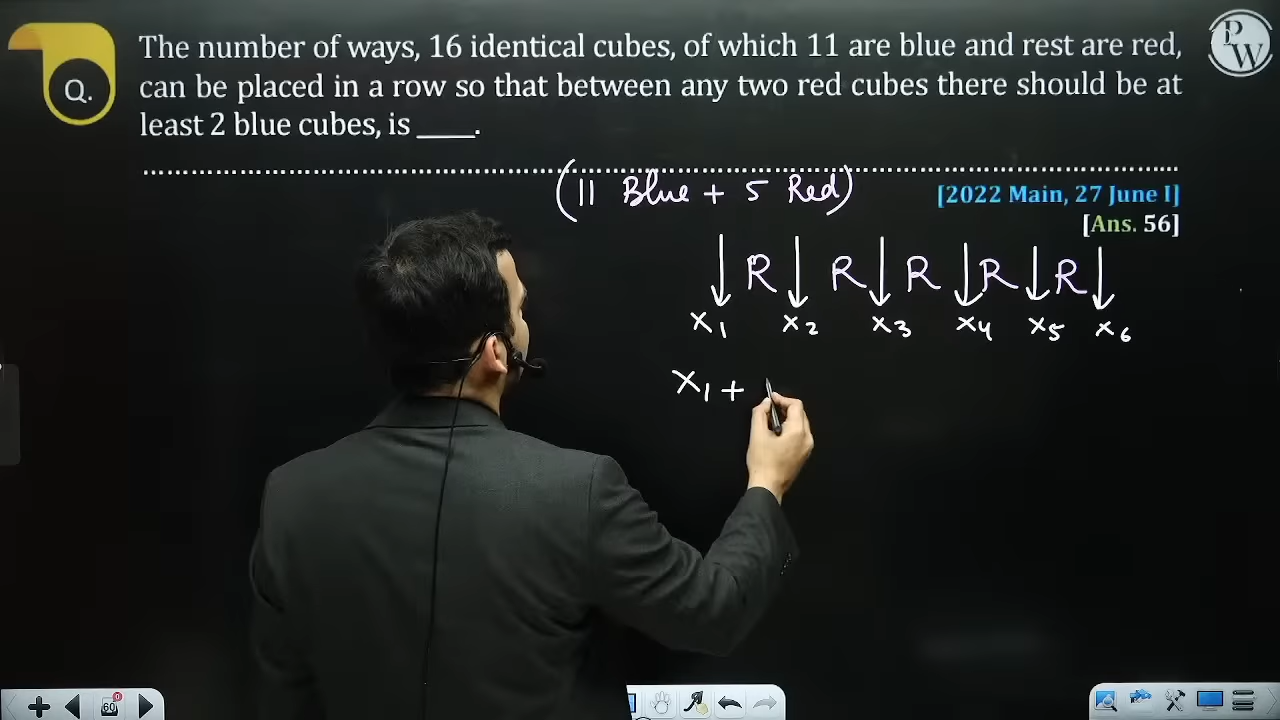 Q.
The number of ways, 16 identical cubes, of which 11 are blue and rest are red,
can be placed in a row so that between any two red cubes there should be at
least 2 blue cubes, is ____.
PW
(11 Blue + 5 Red)
[2022 Main, 27 June I]
[Ans. 56]
R R R R R
x1 x2 x3 x4 x5 x6
x1 +
60
0